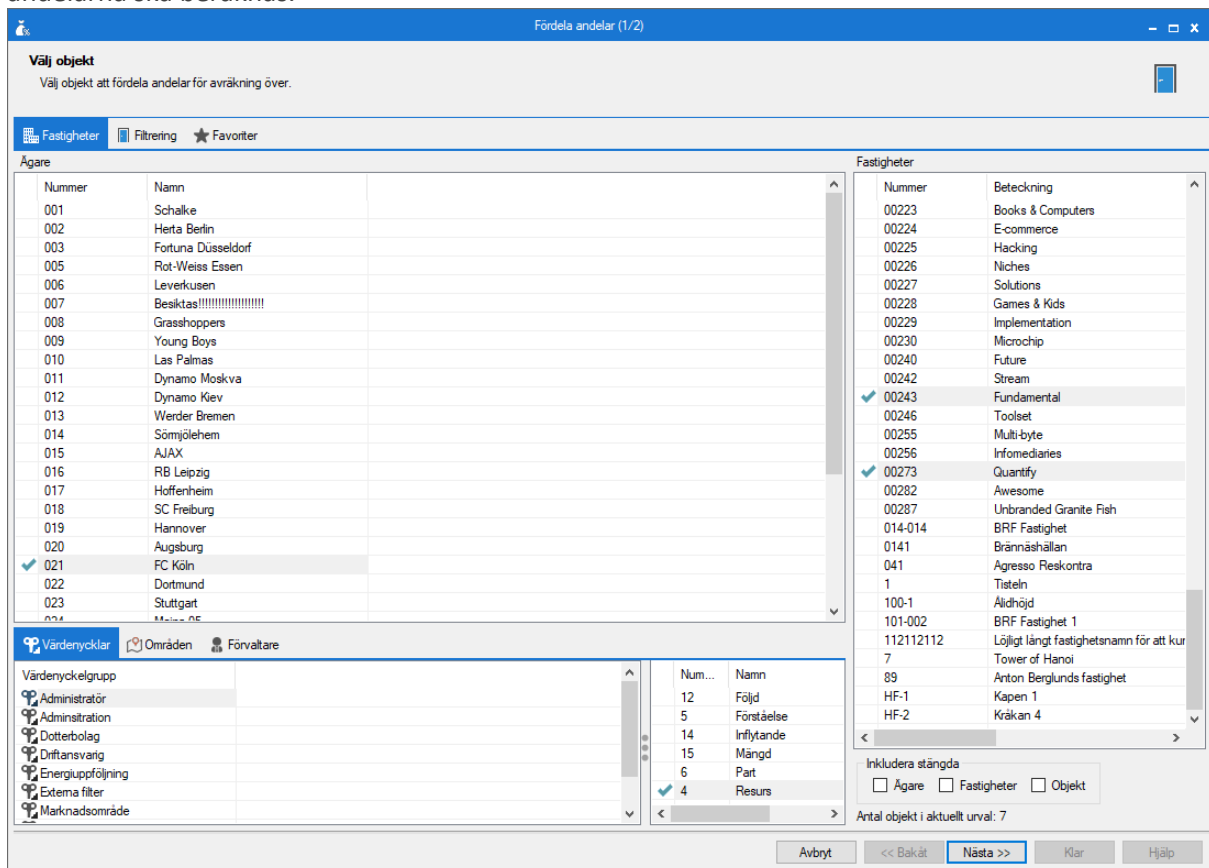 Fördela andelar (1/2)
Välj objekt
Välj objekt att fördela andelar för avräkning över.
Fastigheter Filtrering Favoriter
Ägare
Nummer Namn
001 Schalke
002 Herta Berlin
003 Fortuna Düsseldorf
005 Rot-Weiss Essen
006 Leverkusen
007 Besiktas!!!!!!!!!!!!!!!!!!!!
008 Grasshoppers
009 Young Boys
010 Las Palmas
011 Dynamo Moskva
012 Dynamo Kiev
013 Werder Bremen
014 Sörmjölehem
015 AJAX
016 RB Leipzig
017 Hoffenheim
018 SC Freiburg
019 Hannover
020 Augsburg
021 FC Köln
022 Dortmund
023 Stuttgart
Fastigheter
Nummer Beteckning
00223 Books & Computers
00224 E-commerce
00225 Hacking
00226 Niches
00227 Solutions
00228 Games & Kids
00229 Implementation
00230 Microchip
00240 Future
00242 Stream
00243 Fundamental
00246 Toolset
00255 Multi-byte
00256 Infomediaries
00273 Quantify
00282 Awesome
00287 Unbranded Granite Fish
014-014 BRF Fastighet
0141 Brännäshällan
041 Agresso Reskontra
1 Tisteln
100-1 Ålidhöjd
101-002 BRF Fastighet 1
112112112 Löjligt långt fastighetsnamn för att kur
7 Tower of Hanoi
89 Anton Berglunds fastighet
HF-1 Kapen 1
HF-2 Kråkan 4
Värdenycklar Områden Förvaltare
Värdenyckelgrupp
Administratör
Adminsitration
Dotterbolag
Driftansvarig
Energiuppföljning
Externa filter
Marknadsområde
Num... Namn
12 Följd
5 Förståelse
14 Inflytande
15 Mängd
6 Part
4 Resurs
Inkludera stängda
Ägare Fastigheter Objekt
Antal objekt i aktuellt urval: 7
Avbryt << Bakåt Nästa >> Klar Hjälp